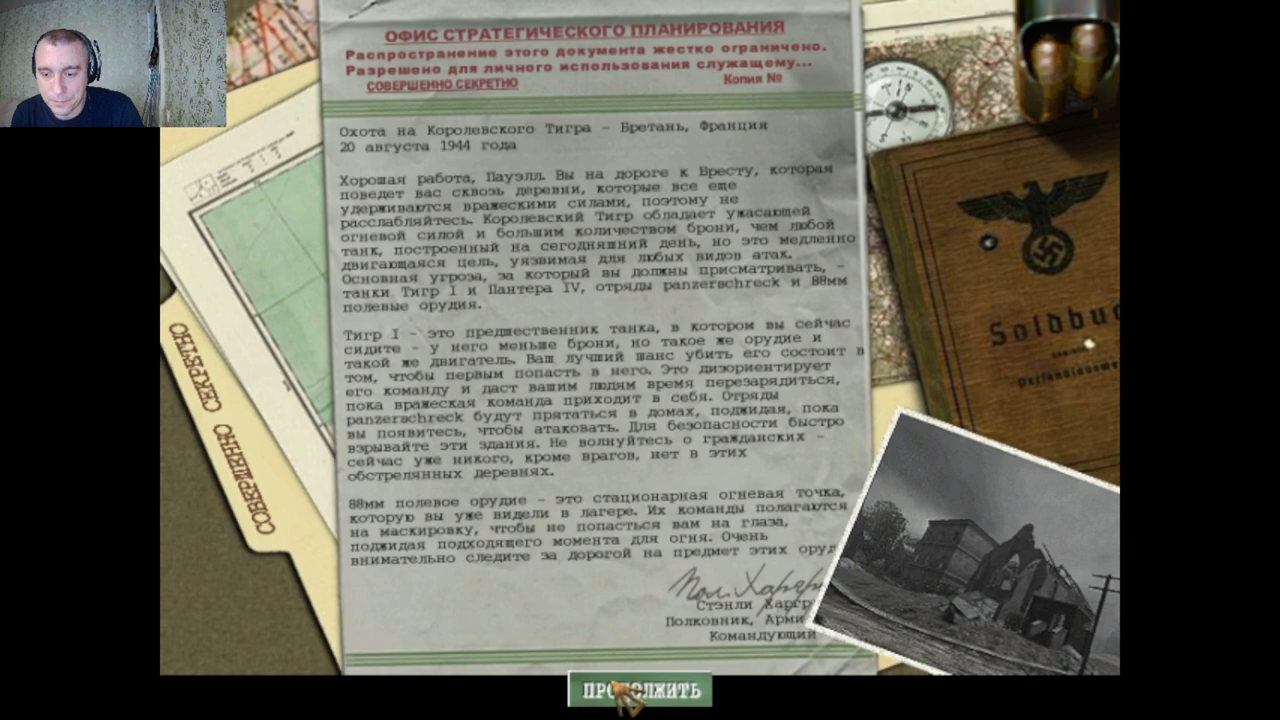 ОФИС СТРАТЕГИЧЕСКОГО ПЛАНИРОВАНИЯ
Распространение этого документа жестко ограничено.
Разрешено для личного использования служащему...
СОВЕРШЕННО СЕКРЕТНО Копия №
Охота на Королевского Тигра - Бретань, Франция
20 августа 1944 года
Хорошая работа, Пауэлл. Вы на дороге к Бресту, которая
поведет вас сквозь деревни, которые все еще
удерживаются вражескими силами, поэтому не
расслабляйтесь. Королевский Тигр обладает ужасающей
огневой силой и большим количеством брони, чем любой
танк, построенный на сегодняшний день, но это медленно
двигающаяся цель, уязвимая для любых видов атак.
Основная угроза, за который вы должны присматривать, -
танки Тигр I и Пантера IV, отряды panzerschreck и 88мм
полевые орудия.
Тигр I - это предшественник танка, в котором вы сейчас
сидите - у него меньше брони, но такое же орудие и
такой же двигатель. Ваш лучший шанс убить его состоит в
том, чтобы первым попасть в него. Это дизориентирует
его команду и даст вашим людям время перезарядиться,
пока вражеская команда приходит в себя. Отряды
panzerschreck будут прятаться в домах, поджидая, пока
вы появитесь, чтобы атаковать. Для безопасности быстро
взрывайте эти здания. Не волнуйтесь о гражданских -
сейчас уже никого, кроме врагов, нет в этих
обстрелянных деревнях.
88мм полевое орудие - это стационарная огневая точка,
которую вы уже видели в лагере. Их команды полагаются
на маскировку, чтобы не попасться вам на глаза,
поджидая подходящего момента для огня. Очень
внимательно следите за дорогой на предмет этих оруд
Стэнли Харгр
Полковник, Арми
Командующий
ПРОДОЛЖИТЬ
СОВЕРШЕННО СЕКРЕТНО
Soldbuc